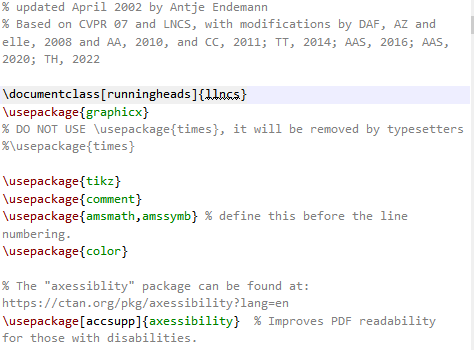 % updated April 2002 by Antje Endemann
% Based on CVPR 07 and LNCS, with modifications by DAF, AZ and
elle, 2008 and AA, 2010, and CC, 2011; TT, 2014; AAS, 2016; AAS,
2020; TH, 2022
\documentclass[runningheads]{llncs}
\usepackage{graphicx}
% DO NOT USE \usepackage{times}, it will be removed by typesetters
%\usepackage{times}
\usepackage{tikz}
\usepackage{comment}
\usepackage{amsmath,amssymb} % define this before the line
numbering.
\usepackage{color}
% The "axessiblity" package can be found at:
https://ctan.org/pkg/axessibility?lang=en
\usepackage[accsupp]{axessibility}  % Improves PDF readability
for those with disabilities.